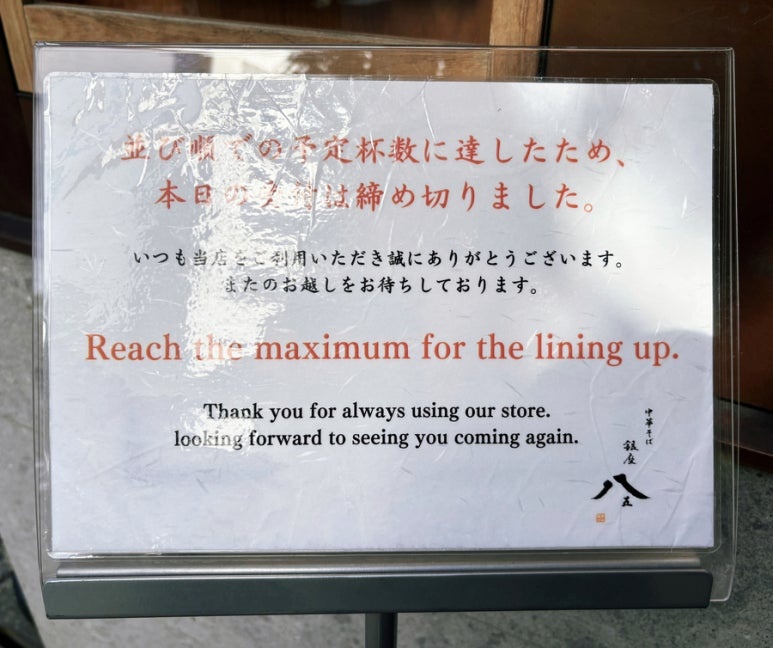 並び順での予定杯数に達したため、
本日の受付は締め切りました。
いつも当店をご利用いただき誠にありがとうございます。
またのお越しをお待ちしております。
Reach the maximum for the lining up.
Thank you for always using our store.
looking forward to seeing you coming again.
中華そば
銀座
八五